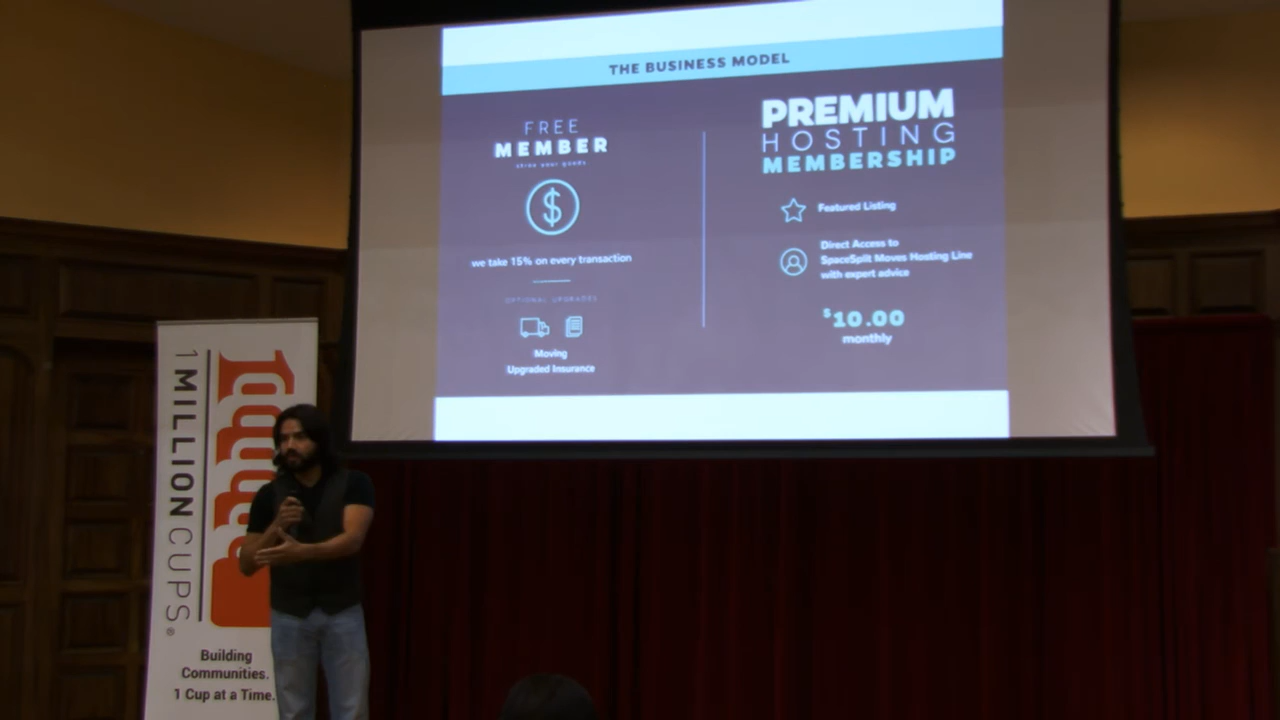 THE BUSINESS MODEL
FREE
MEMBER
we take 15% on every transaction
OPTIONAL UPGRADES
Moving
Upgraded Insurance
PREMIUM
HOSTING
MEMBERSHIP
Featured Listing
Direct Access to
SpaceSplit Moves Hosting Line
with expert advice
$10.00
monthly
1 MILLION CUPS®
Building
Communities.
1 Cup at a Time.